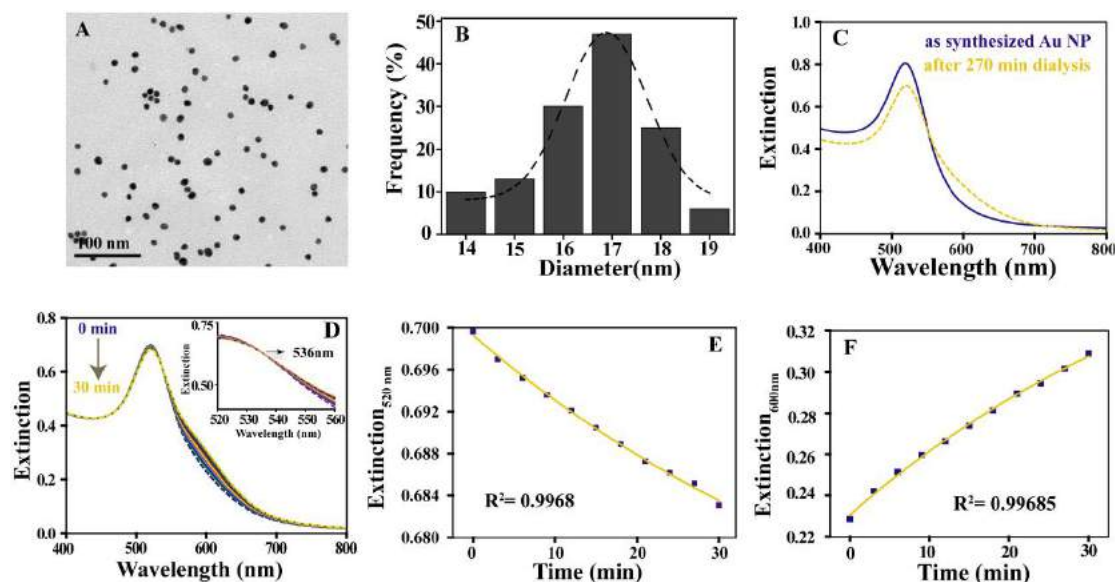 A
100 nm
B
Frequency (%)
50
40
30
20
10
0
14 15 16 17 18 19
Diameter(nm)
C
as synthesized Au NP
after 270 min dialysis
Extinction
1.0
0.8
0.6
0.4
0.2
0.0
400 500 600 700 800
Wavelength (nm)
D
0 min
30 min
Extinction
0.8
0.6
0.4
0.2
0.0
400 500 600 700 800
Wavelength (nm)
Extinction
0.75
0.50
536nm
520 530 540 550 560
Wavelength (nm)
E
Extinction520 nm
0.700
0.696
0.692
0.688
0.684
0.680
R²= 0.9968
0 10 20 30
Time (min)
F
Extinction600nm
0.32
0.30
0.28
0.26
0.24
0.22
R²= 0.99685
0 10 20 30
Time (min)